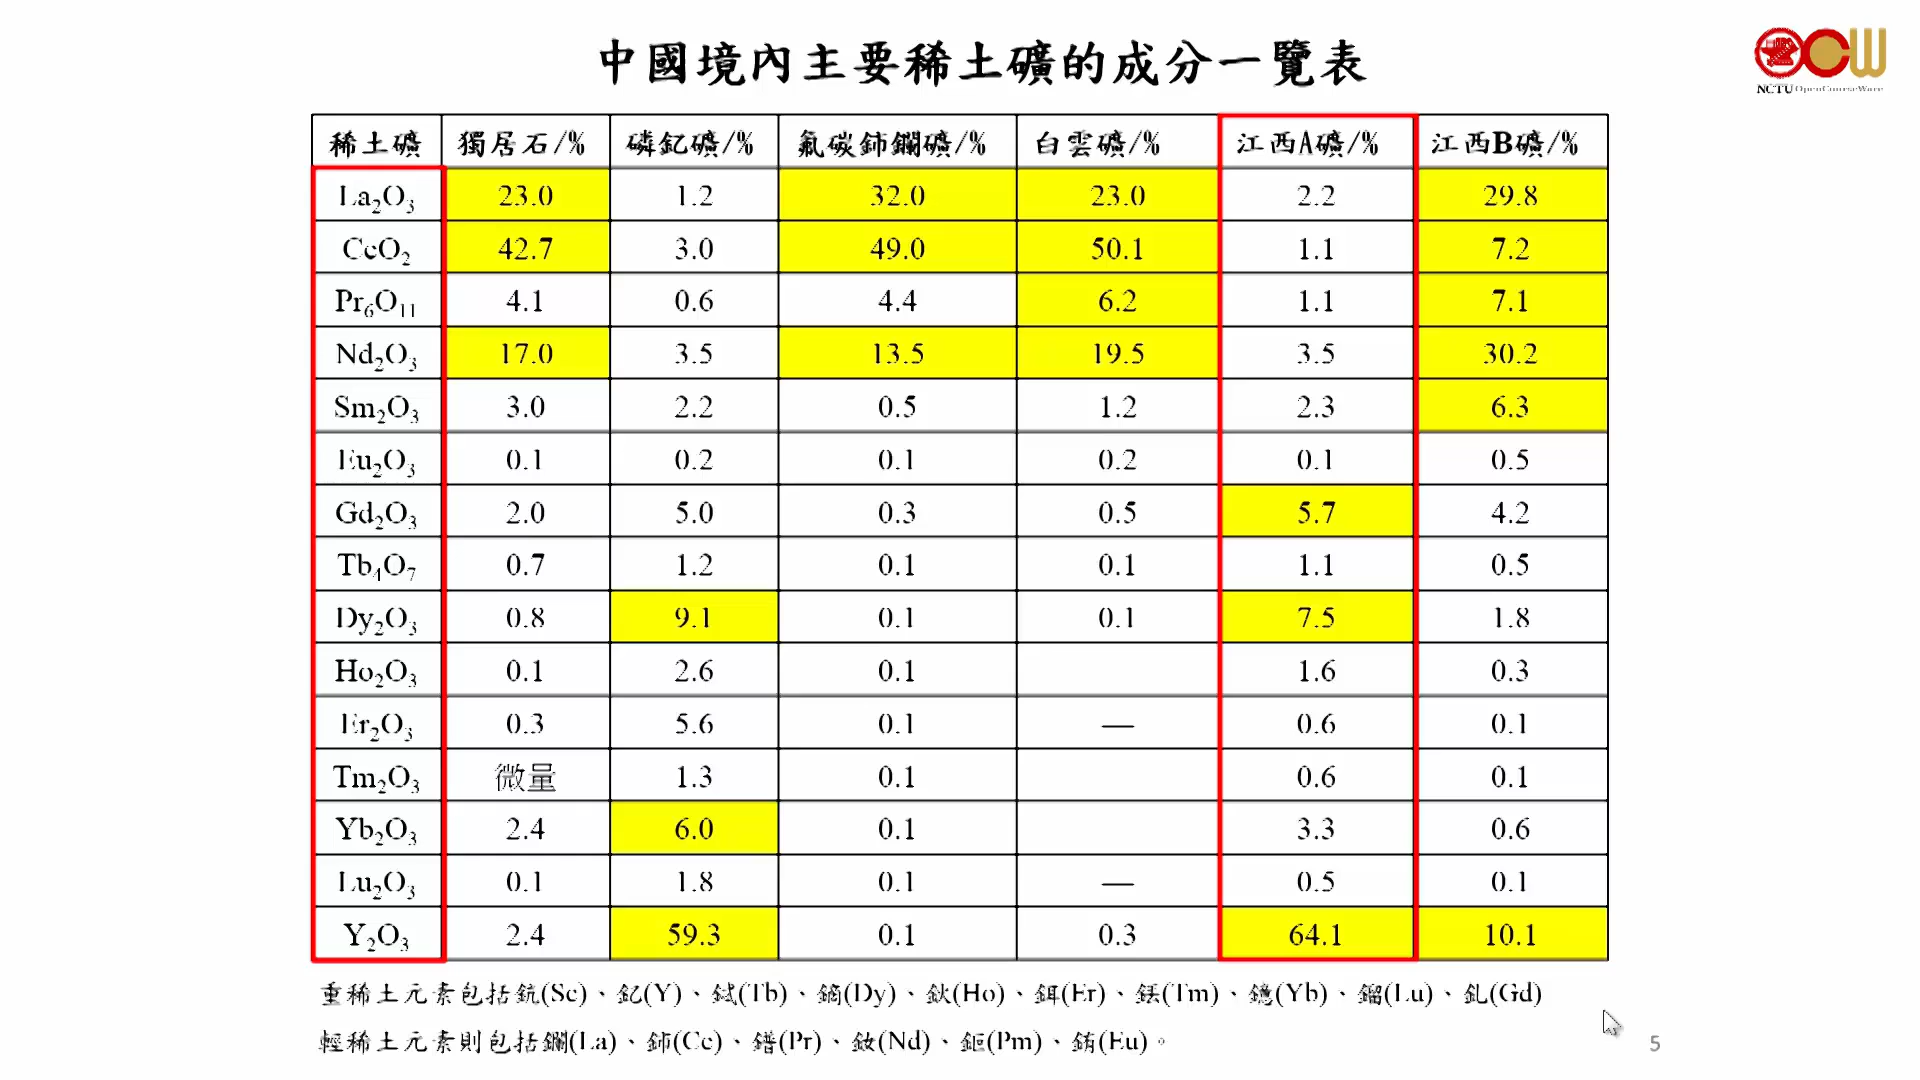 中國境內主要稀土礦的成分一覽表
NCTU OpenCourseWare
稀土礦 獨居石/% 磷釔礦/% 氟碳鈰鑭礦/% 白雲礦/% 江西A礦/% 江西B礦/%
La2O3 23.0 1.2 32.0 23.0 2.2 29.8
CeO2 42.7 3.0 49.0 50.1 1.1 7.2
Pr6O11 4.1 0.6 4.4 6.2 1.1 7.1
Nd2O3 17.0 3.5 13.5 19.5 3.5 30.2
Sm2O3 3.0 2.2 0.5 1.2 2.3 6.3
Eu2O3 0.1 0.2 0.1 0.2 0.1 0.5
Gd2O3 2.0 5.0 0.3 0.5 5.7 4.2
Tb4O7 0.7 1.2 0.1 0.1 1.1 0.5
Dy2O3 0.8 9.1 0.1 0.1 7.5 1.8
Ho2O3 0.1 2.6 0.1 1.6 0.3
Er2O3 0.3 5.6 0.1 — 0.6 0.1
Tm2O3 微量 1.3 0.1 0.6 0.1
Yb2O3 2.4 6.0 0.1 3.3 0.6
Lu2O3 0.1 1.8 0.1 — 0.5 0.1
Y2O3 2.4 59.3 0.1 0.3 64.1 10.1
重稀土元素包括鈧(Sc)、釔(Y)、鋱(Tb)、鏑(Dy)、鈥(Ho)、鉺(Er)、銩(Tm)、鐿(Yb)、鎦(Lu)、釓(Gd)
輕稀土元素則包括鑭(La)、鈰(Ce)、鐠(Pr)、釹(Nd)、鉅(Pm)、銪(Eu)。
5